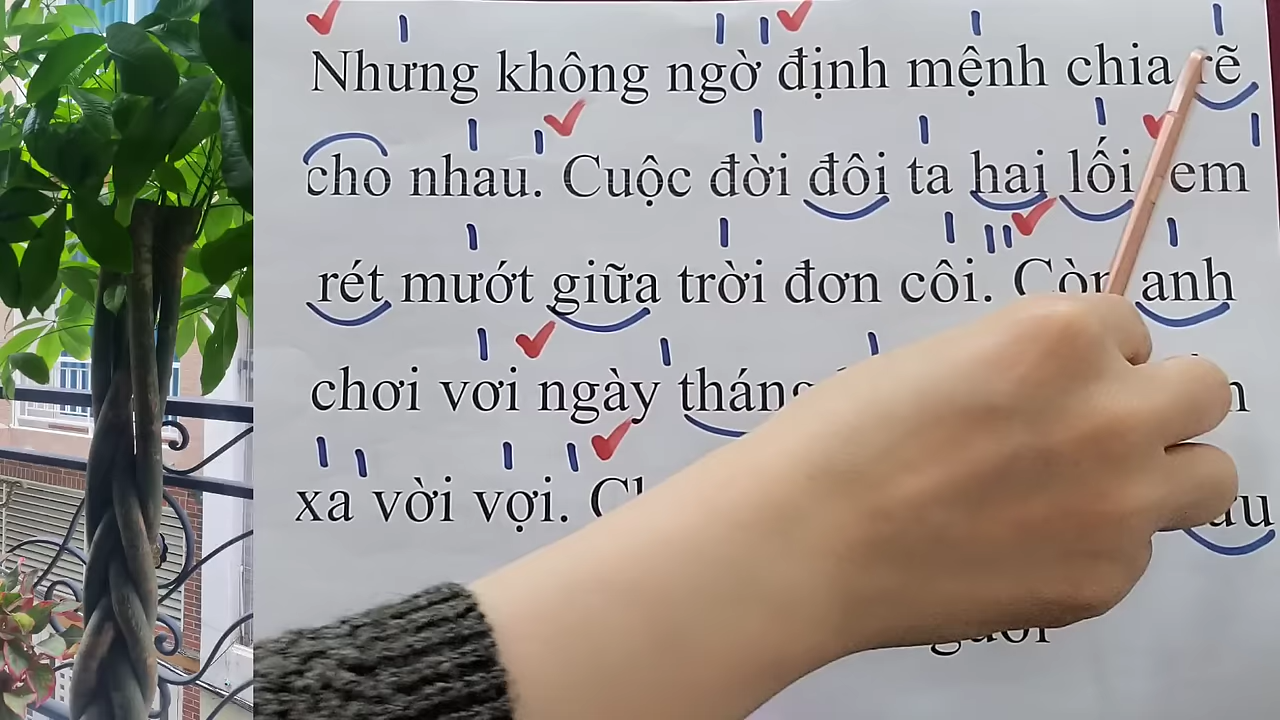 Nhưng không ngờ định mệnh chia rẽ
cho nhau. Cuộc đời đôi ta hai lối em
rét mướt giữa trời đơn côi. Còn anh
chơi vơi ngày tháng
xa vời vợi.